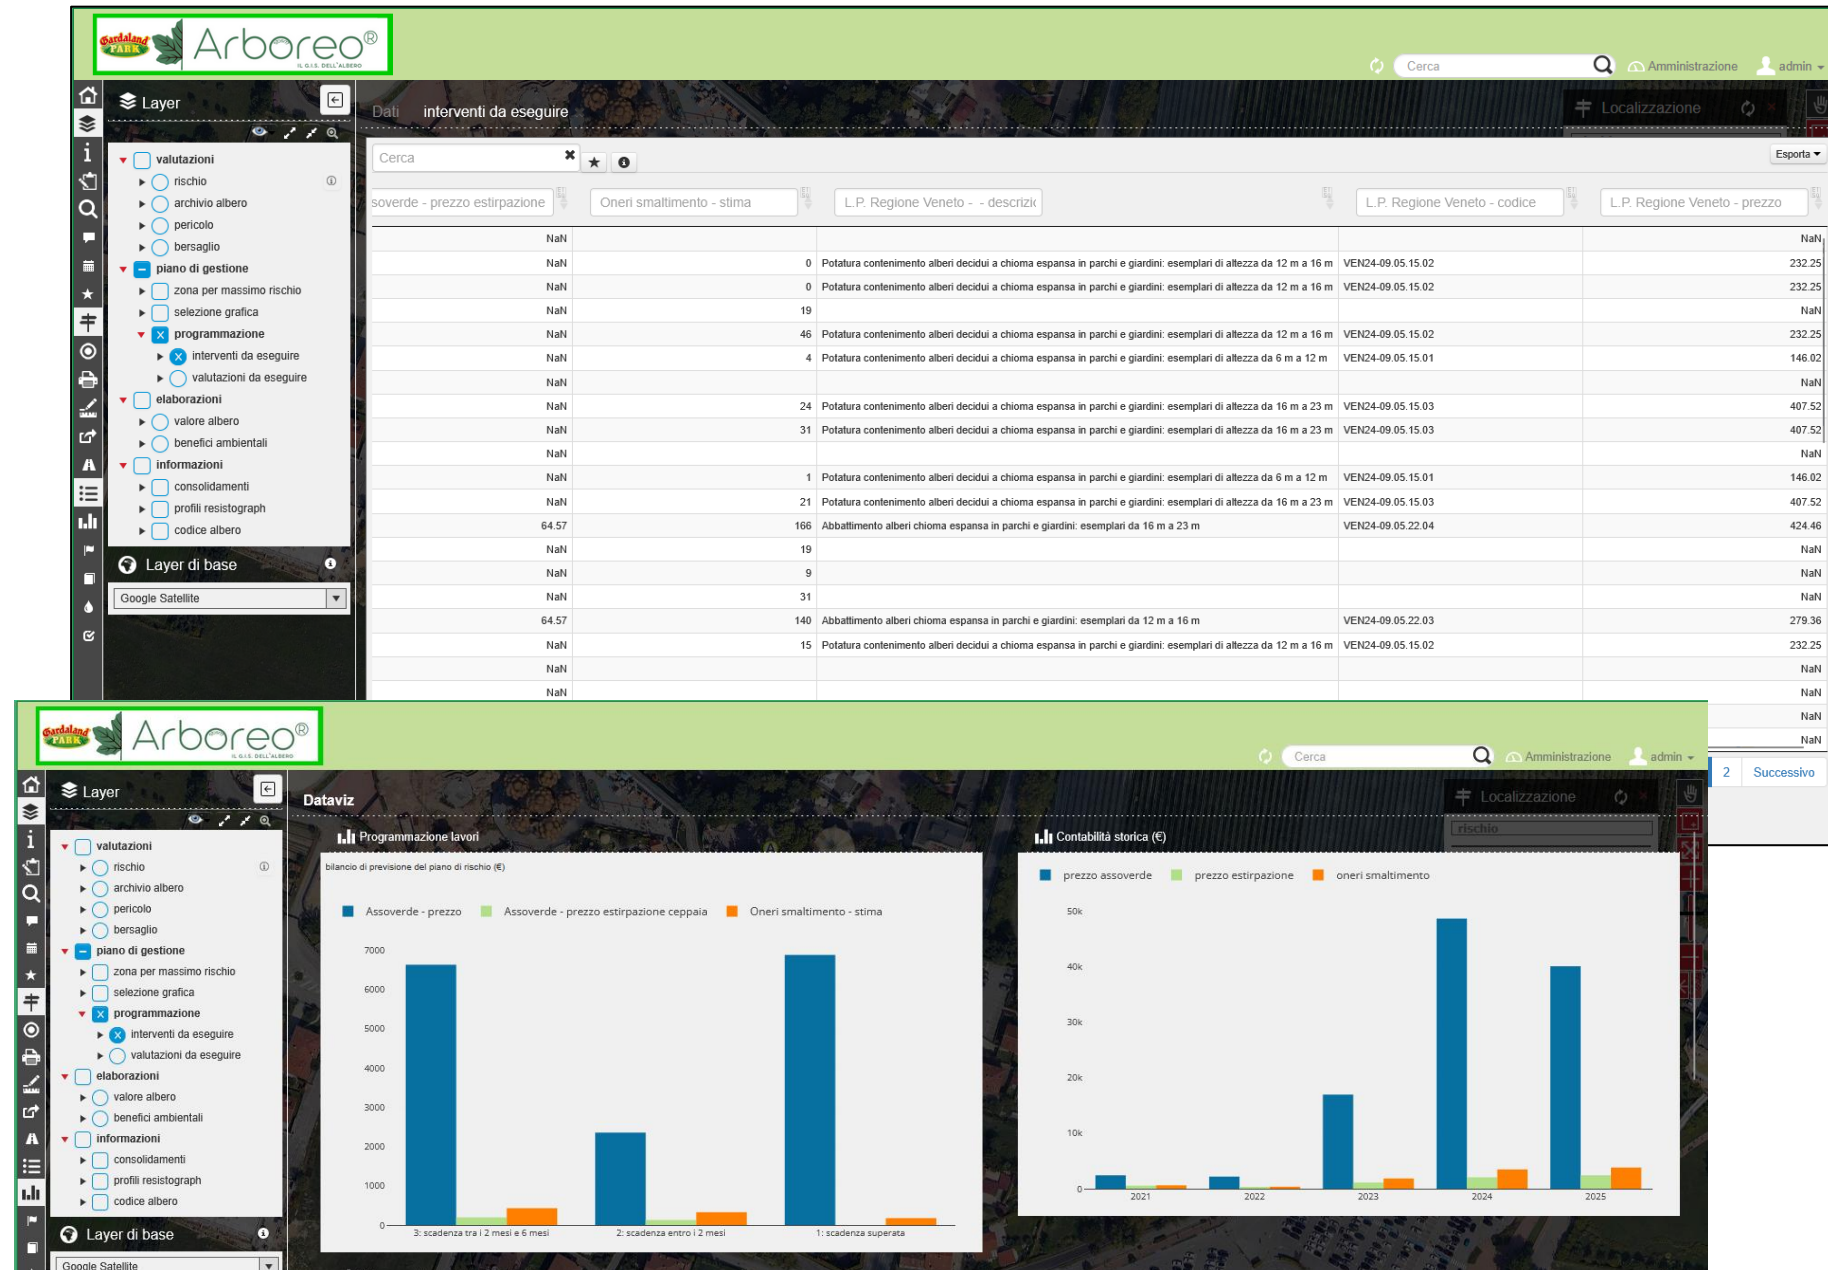 Gardaland PARK Arboreo® IL G.I.S. DELL'ALBERO
Cerca Amministrazione admin
Layer
valutazioni
rischio
archivio albero
pericolo
bersaglio
piano di gestione
zona per massimo rischio
selezione grafica
programmazione
interventi da eseguire
valutazioni da eseguire
elaborazioni
valore albero
benefici ambientali
informazioni
consolidamenti
profili resistograph
codice albero
Layer di base
Google Satellite
Dati interventi da eseguire
Localizzazione
Cerca
Esporta
soverde - prezzo estirpazione Oneri smaltimento - stima L.P. Regione Veneto - - descrizi L.P. Regione Veneto - codice L.P. Regione Veneto - prezzo
NaN NaN
NaN 0 Potatura contenimento alberi decidui a chioma espansa in parchi e giardini: esemplari di altezza da 12 m a 16 m VEN24-09.05.15.02 232.25
NaN 0 Potatura contenimento alberi decidui a chioma espansa in parchi e giardini: esemplari di altezza da 12 m a 16 m VEN24-09.05.15.02 232.25
NaN 19 NaN
NaN 46 Potatura contenimento alberi decidui a chioma espansa in parchi e giardini: esemplari di altezza da 12 m a 16 m VEN24-09.05.15.02 232.25
NaN 4 Potatura contenimento alberi decidui a chioma espansa in parchi e giardini: esemplari di altezza da 6 m a 12 m VEN24-09.05.15.01 146.02
NaN NaN
NaN 24 Potatura contenimento alberi decidui a chioma espansa in parchi e giardini: esemplari di altezza da 16 m a 23 m VEN24-09.05.15.03 407.52
NaN 31 Potatura contenimento alberi decidui a chioma espansa in parchi e giardini: esemplari di altezza da 16 m a 23 m VEN24-09.05.15.03 407.52
NaN NaN
NaN 1 Potatura contenimento alberi decidui a chioma espansa in parchi e giardini: esemplari di altezza da 6 m a 12 m VEN24-09.05.15.01 146.02
NaN 21 Potatura contenimento alberi decidui a chioma espansa in parchi e giardini: esemplari di altezza da 16 m a 23 m VEN24-09.05.15.03 407.52
64.57 166 Abbattimento alberi chioma espansa in parchi e giardini: esemplari da 16 m a 23 m VEN24-09.05.22.04 424.46
NaN 19 NaN
NaN 9 NaN
NaN 31 NaN
64.57 140 Abbattimento alberi chioma espansa in parchi e giardini: esemplari da 12 m a 16 m VEN24-09.05.22.03 279.36
NaN 15 Potatura contenimento alberi decidui a chioma espansa in parchi e giardini: esemplari di altezza da 12 m a 16 m VEN24-09.05.15.02 232.25
NaN NaN
NaN NaN
NaN
NaN
2 Successivo
Gardaland PARK Arboreo® IL G.I.S. DELL'ALBERO
Cerca Amministrazione admin
Layer
valutazioni
rischio
archivio albero
pericolo
bersaglio
piano di gestione
zona per massimo rischio
selezione grafica
programmazione
interventi da eseguire
valutazioni da eseguire
elaborazioni
valore albero
benefici ambientali
informazioni
consolidamenti
profili resistograph
codice albero
Layer di base
Google Satellite
Dataviz
Localizzazione
rischio
Programmazione lavori
bilancio di previsione del piano di rischio (€)
Assoverde - prezzo Assoverde - prezzo estirpazione ceppaia Oneri smaltimento - stima
7000
6000
5000
4000
3000
2000
1000
0
3: scadenza tra i 2 mesi e 6 mesi 2: scadenza entro i 2 mesi 1: scadenza superata
Contabilità storica (€)
prezzo assoverde prezzo estirpazione oneri smaltimento
50k
40k
30k
20k
10k
0
2021 2022 2023 2024 2025